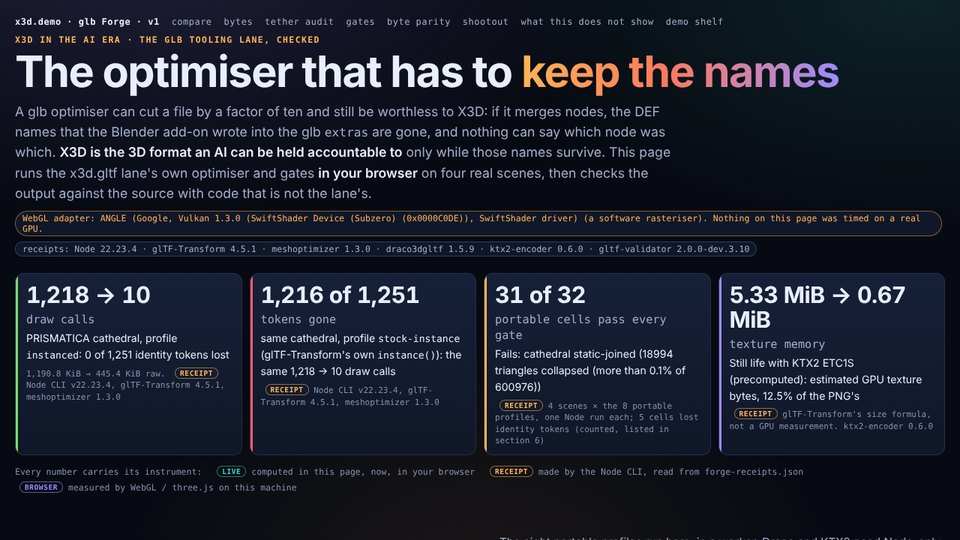 x3d.demo · glb Forge · v1 compare bytes tether audit gates byte parity shootout what this does not show demo shelf
X3D IN THE AI ERA · THE GLB TOOLING LANE, CHECKED
The optimiser that has to keep the names
A glb optimiser can cut a file by a factor of ten and still be worthless to X3D: if it merges nodes, the DEF
names that the Blender add-on wrote into the glb extras are gone, and nothing can say which node was
which. X3D is the 3D format an AI can be held accountable to only while those names survive. This page
runs the x3d.gltf lane's own optimiser and gates in your browser on four real scenes, then checks the
output against the source with code that is not the lane's.
WebGL adapter: ANGLE (Google, Vulkan 1.3.0 (SwiftShader Device (Subzero) (0x0000C0DE)), SwiftShader driver) (a software rasteriser). Nothing on this page was timed on a real
GPU.
receipts: Node 22.23.4 · glTF-Transform 4.5.1 · meshoptimizer 1.3.0 · draco3dgltf 1.5.9 · ktx2-encoder 0.6.0 · gltf-validator 2.0.0-dev.3.10
1,218 → 10
draw calls
PRISMATICA cathedral, profile
instanced: 0 of 1,251 identity tokens lost
1,190.8 KiB → 445.4 KiB raw. RECEIPT
Node CLI v22.23.4, glTF-Transform 4.5.1,
meshoptimizer 1.3.0
1,216 of 1,251
tokens gone
same cathedral, profile stock-instance
(glTF-Transform's own instance()): the
same 1,218 → 10 draw calls
RECEIPT Node CLI v22.23.4, glTF-
Transform 4.5.1, meshoptimizer 1.3.0
31 of 32
portable cells pass every
gate
Fails: cathedral static-joined (18994
triangles collapsed (more than 0.1% of
600976))
RECEIPT 4 scenes × the 8 portable
profiles, one Node run each; 5 cells lost
identity tokens (counted, listed in
section 6)
5.33 MiB → 0.67
MiB
texture memory
Still life with KTX2 ETC1S
(precomputed): estimated GPU texture
bytes, 12.5% of the PNG's
RECEIPT glTF-Transform's size formula,
not a GPU measurement. ktx2-encoder 0.6.0
Every number carries its instrument: LIVE computed in this page, now, in your browser RECEIPT made by the Node CLI, read from forge-receipts.json
BROWSER measured by WebGL / three.js on this machine